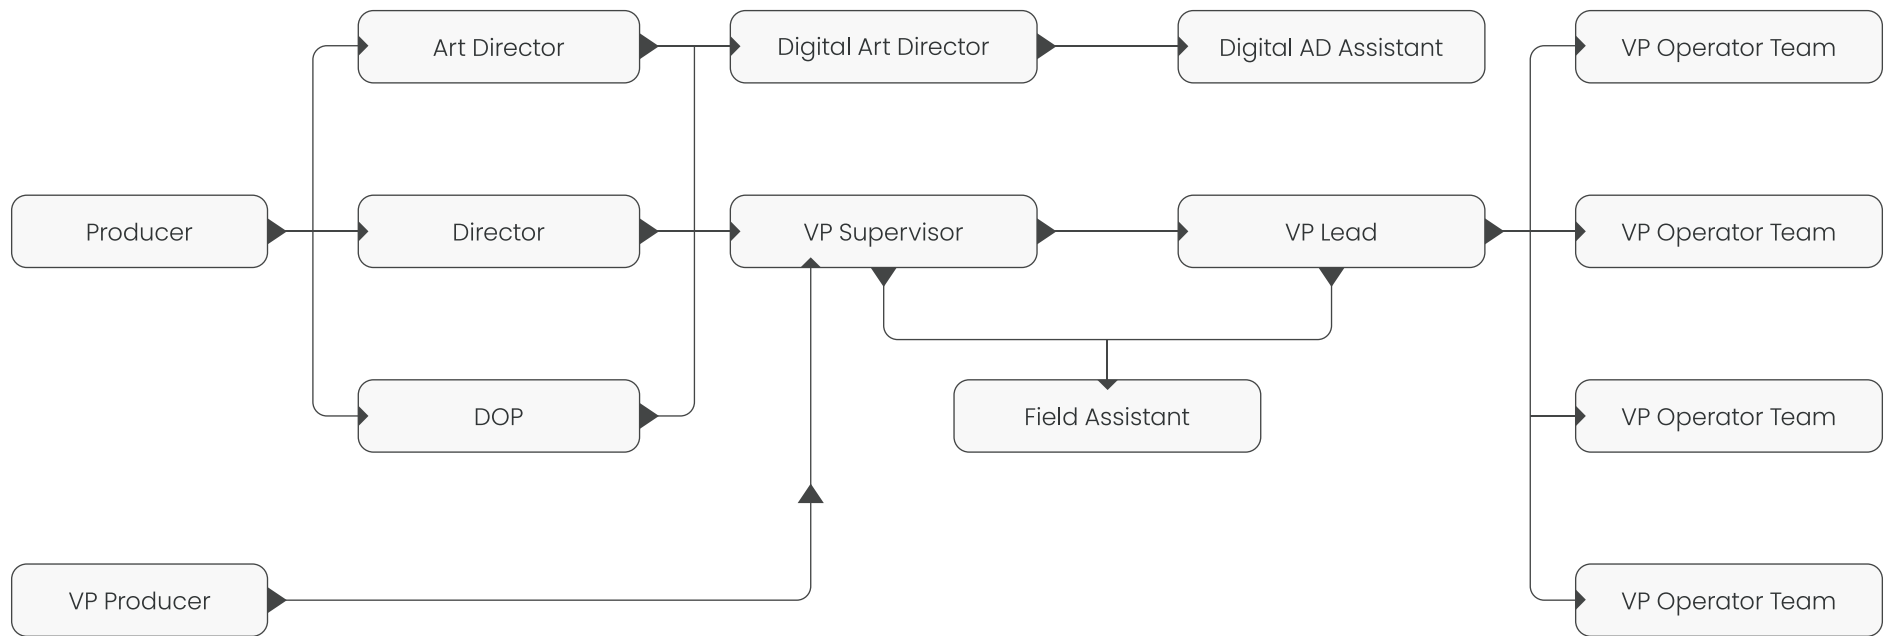 Art Director
Digital Art Director
Digital AD Assistant
VP Operator Team
Producer
Director
VP Supervisor
VP Lead
VP Operator Team
DOP
Field Assistant
VP Operator Team
VP Producer
VP Operator Team